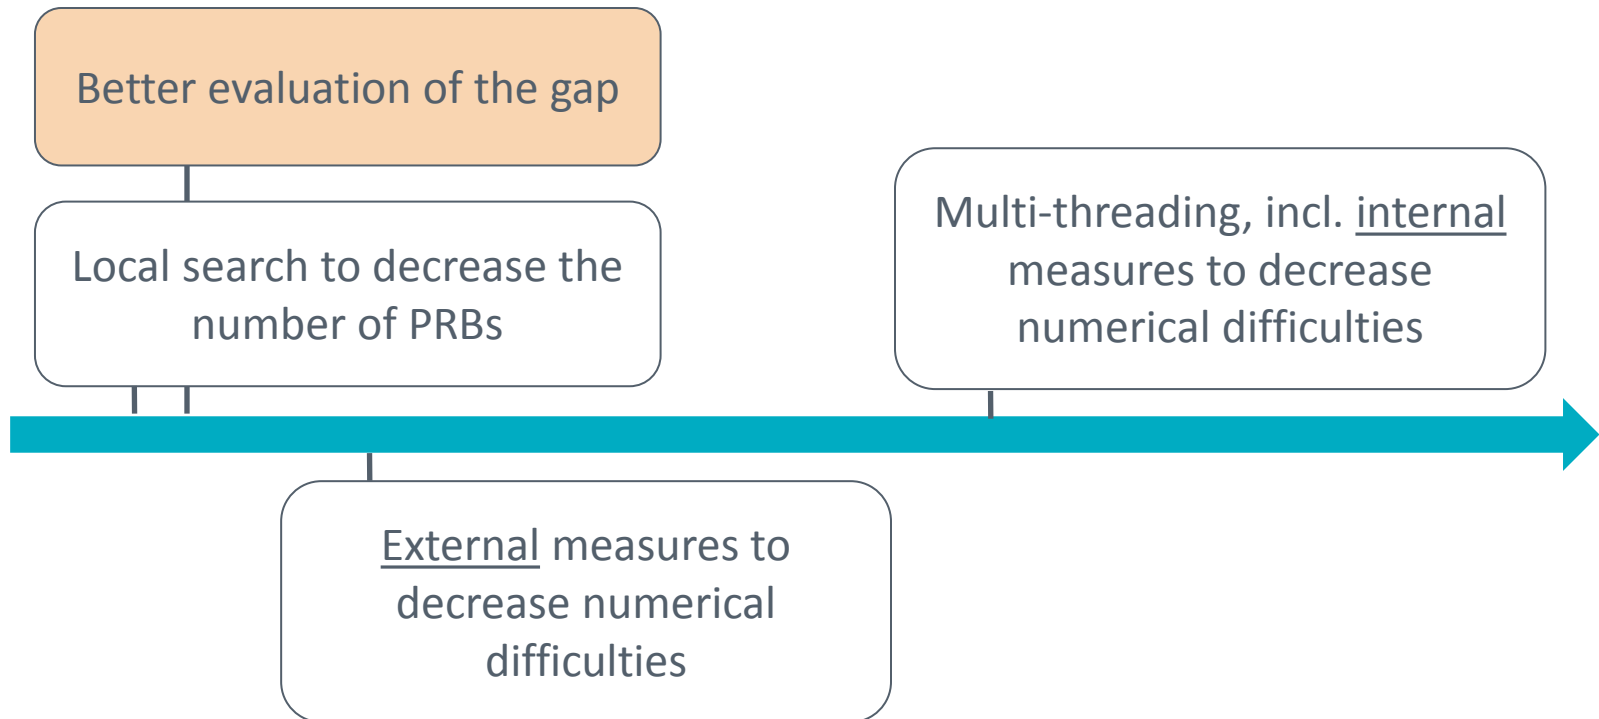 Better evaluation of the gap
Local search to decrease the
number of PRBs
Multi-threading, incl. internal
measures to decrease
numerical difficulties
External measures to
decrease numerical
difficulties